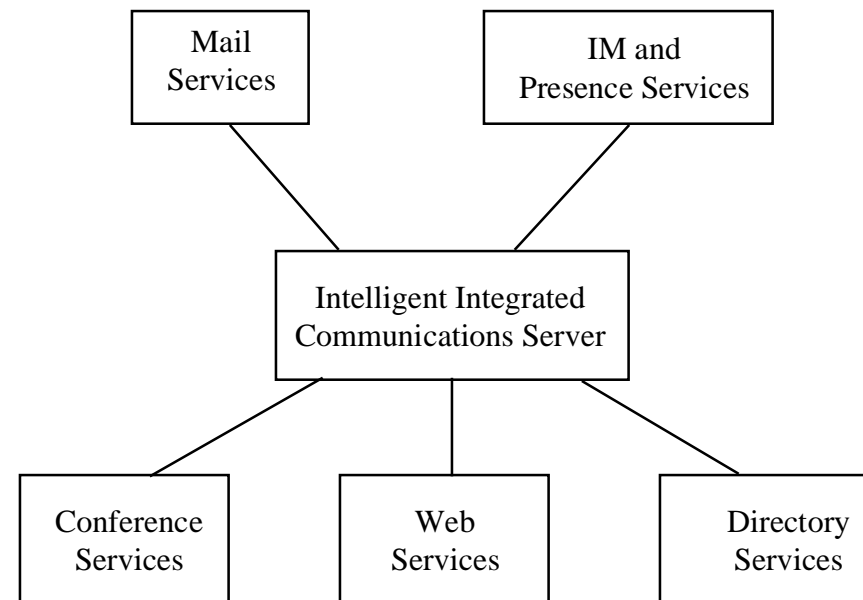 Mail
Services
IM and
Presence Services
Intelligent Integrated
Communications Server
Conference
Services
Web
Services
Directory
Services